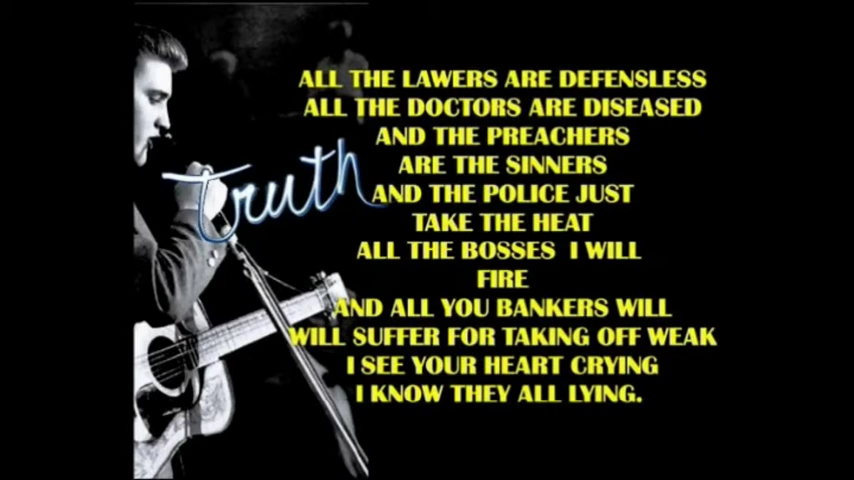 ALL THE LAWERS ARE DEFENSLESS
ALL THE DOCTORS ARE DISEASED
AND THE PREACHERS
ARE THE SINNERS
truth
AND THE POLICE JUST
TAKE THE HEAT
ALL THE BOSSES I WILL
FIRE
AND ALL YOU BANKERS WILL
WILL SUFFER FOR TAKING OFF WEAK
I SEE YOUR HEART CRYING
I KNOW THEY ALL LYING.